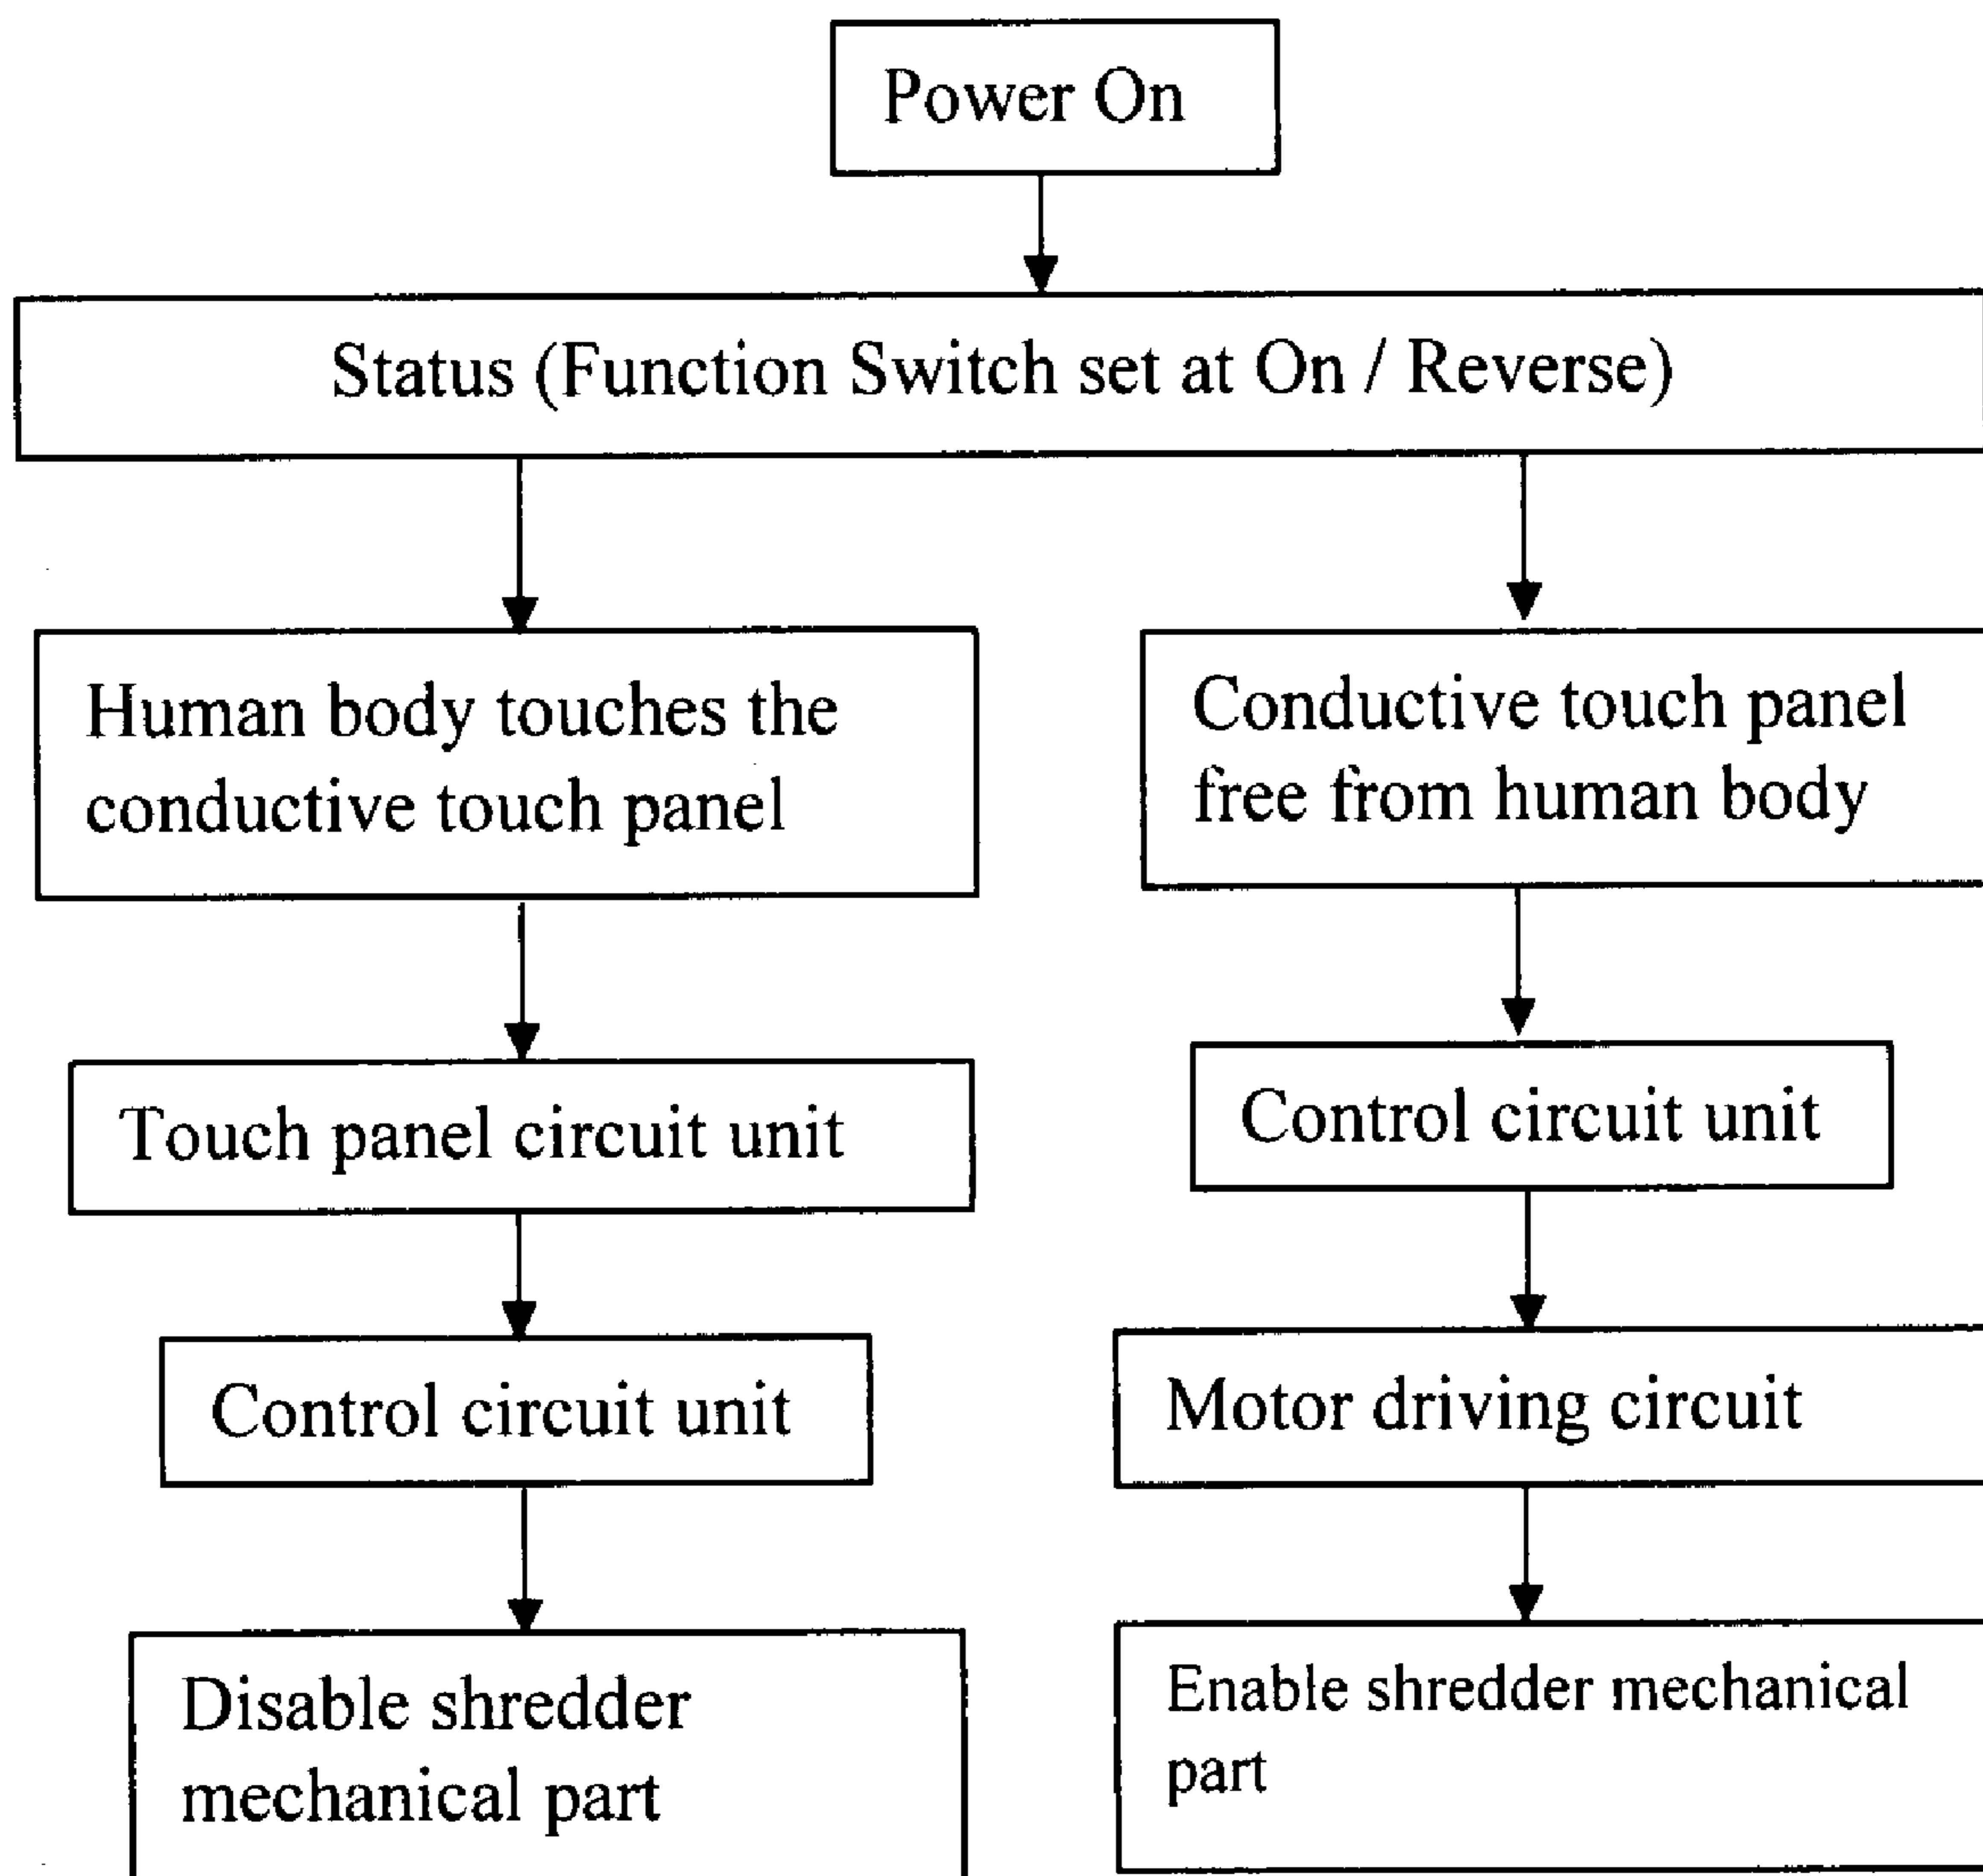 Power On
Status (Function Switch set at On / Reverse)
Human body touches the
conductive touch panel
Conductive touch panel
free from human body
Touch panel circuit unit
Control circuit unit
Control circuit unit
Motor driving circuit
Disable shredder
mechanical part
Enable shredder mechanical
part